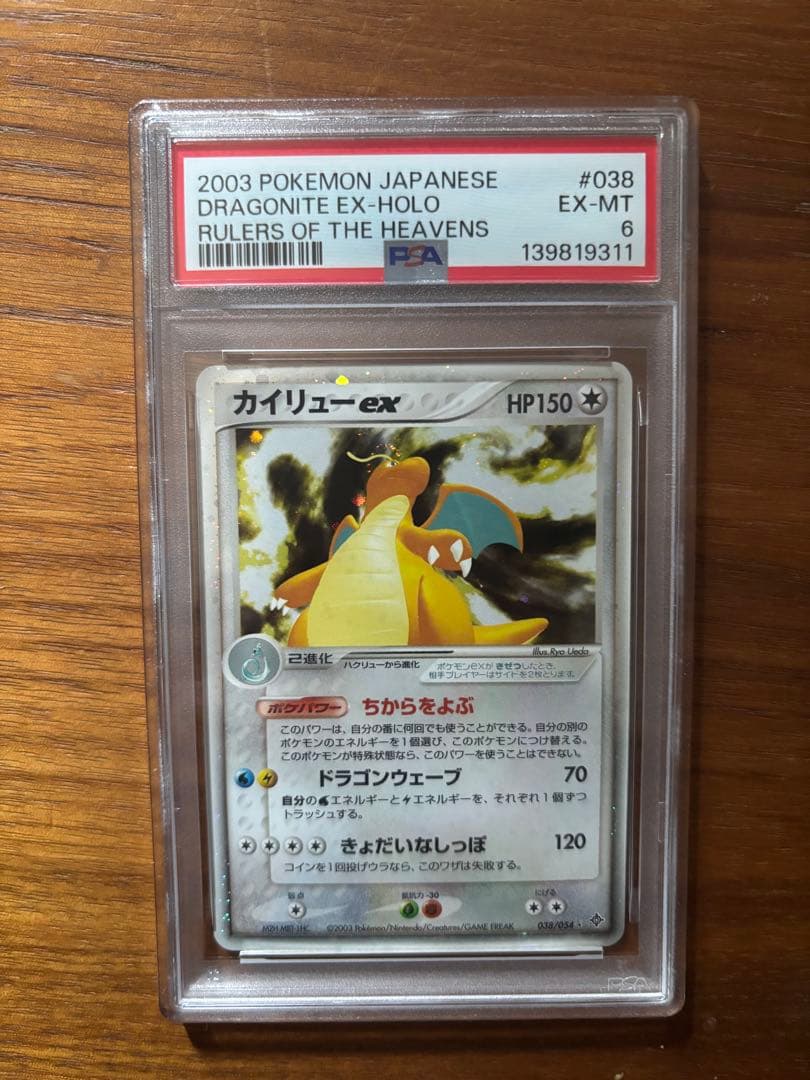 2003 POKEMON JAPANESE #038
DRAGONITE EX-HOLO EX-MT
RULERS OF THE HEAVENS 6
PSA 139819311
カイリューex HP150
Illus. Ryo Ueda
2進化 ハクリューから進化
ポケモンexがきぜつしたとき、
相手プレイヤーはサイドを2枚とります。
ポケパワー ちからをよぶ
このパワーは、自分の番に何回でも使うことができる。自分の別の
ポケモンのエネルギーを1個選び、このポケモンにつけ替える。
このポケモンが特殊状態なら、このパワーを使うことはできない。
ドラゴンウェーブ 70
自分のエネルギーとエネルギーを、それぞれ1個ずつ
トラッシュする。
きょだいなしっぽ 120
コインを1回投げウラなら、このワザは失敗する。
弱点 抵抗力 -30 にげる
©2003 Pokémon/Nintendo/Creatures/GAME FREAK 038/054
PSA